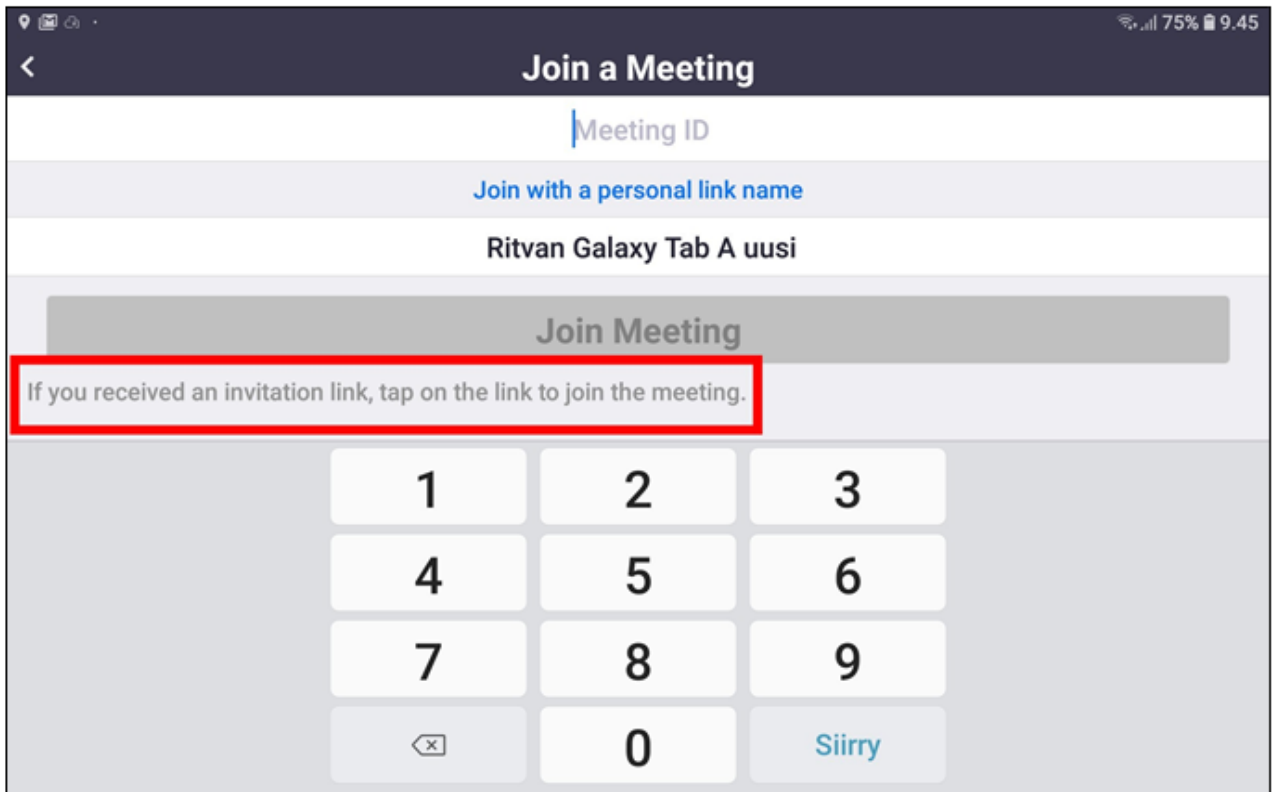 75% 9.45
Join a Meeting
Meeting ID
Join with a personal link name
Ritvan Galaxy Tab A uusi
Join Meeting
If you received an invitation link, tap on the link to join the meeting.
1 2 3
4 5 6
7 8 9
0 Siirry